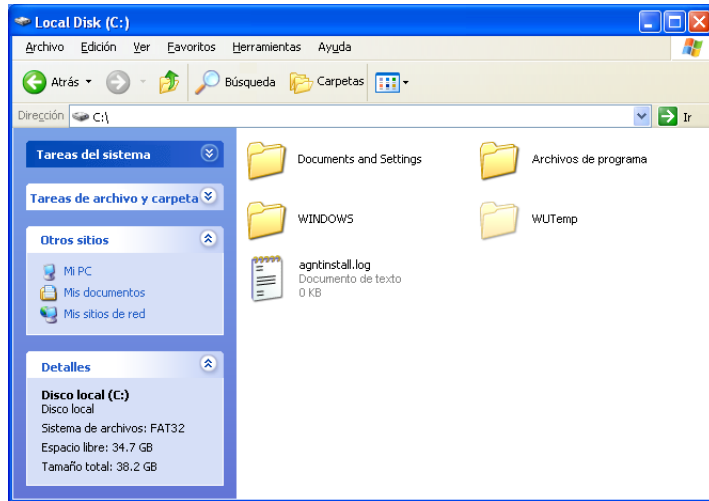 Local Disk (C:)
Archivo Edición Ver Favoritos Herramientas Ayuda
Atrás Búsqueda Carpetas
Dirección C:\ Ir
Tareas del sistema
Tareas de archivo y carpeta
Otros sitios
Mi PC
Mis documentos
Mis sitios de red
Detalles
Disco local (C:)
Disco local
Sistema de archivos: FAT32
Espacio libre: 34.7 GB
Tamaño total: 38.2 GB
Documents and Settings
Archivos de programa
WINDOWS
WUTemp
agntinstall.log
Documento de texto
0 KB